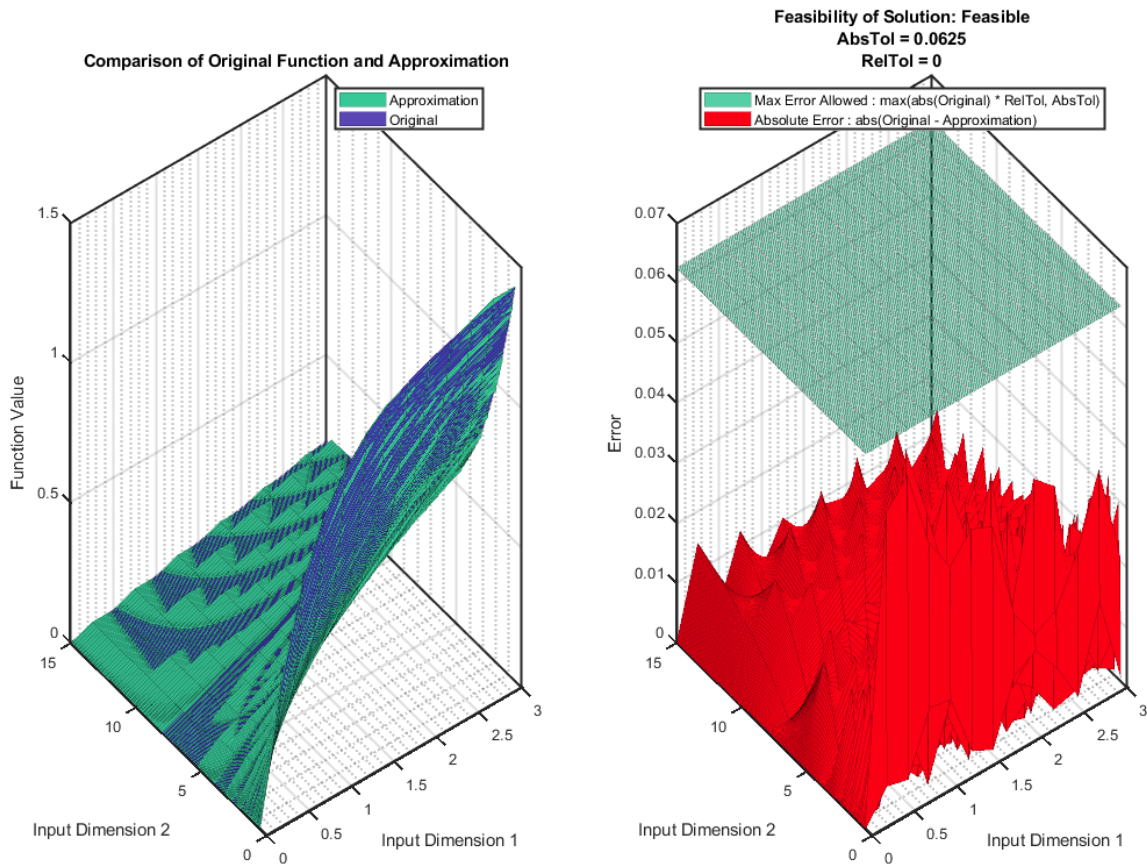 Comparison of Original Function and Approximation
Approximation
Original
Function Value
1.5
1
0.5
0
15
10
5
0
Input Dimension 2
0
0.5
1
1.5
2
2.5
3
Input Dimension 1
Feasibility of Solution: Feasible
AbsTol = 0.0625
RelTol = 0
Max Error Allowed : max(abs(Original) * RelTol, AbsTol)
Absolute Error : abs(Original - Approximation)
Error
0.07
0.06
0.05
0.04
0.03
0.02
0.01
0
15
10
5
0
Input Dimension 2
0
0.5
1
1.5
2
2.5
3
Input Dimension 1